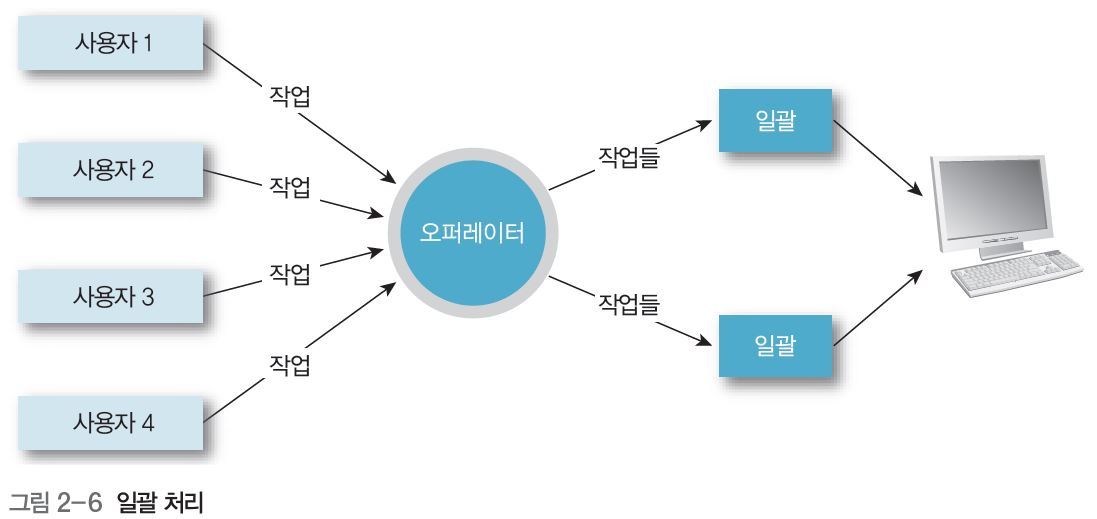 사용자 1
작업
사용자 2
작업
사용자 3
작업
사용자 4
작업
오퍼레이터
작업들
일괄
작업들
일괄
그림 2-6 일괄 처리